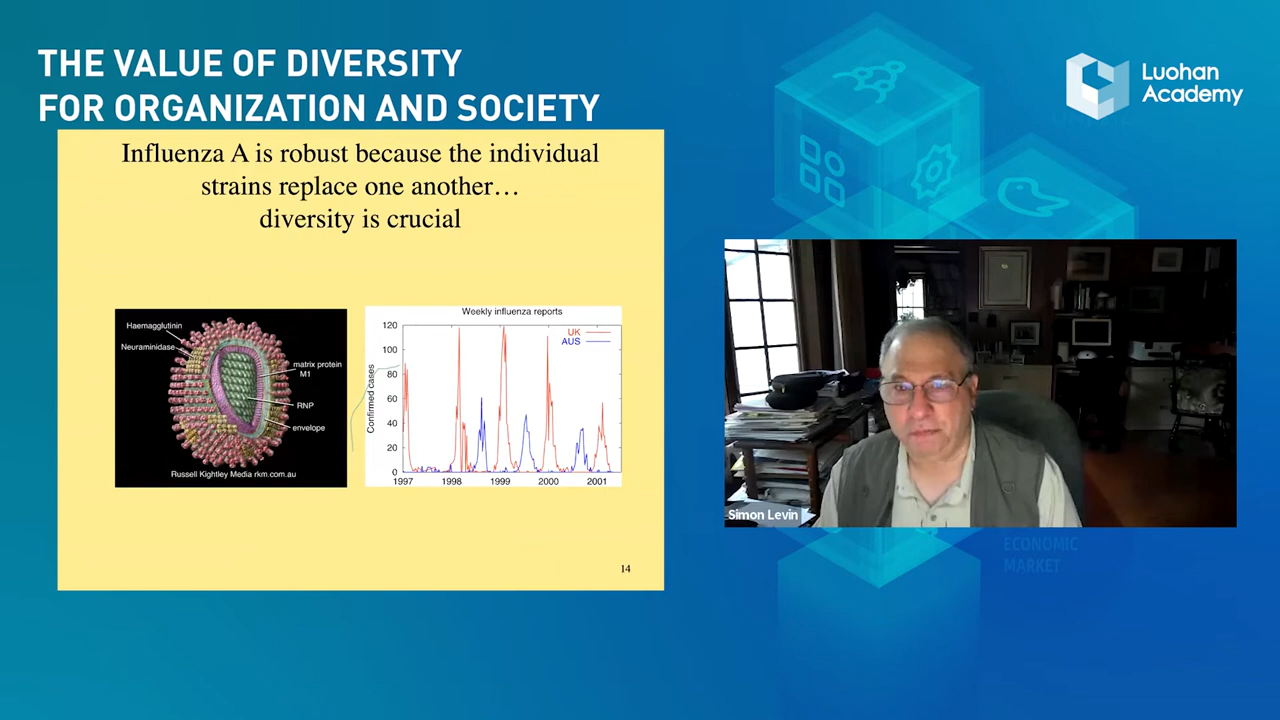 THE VALUE OF DIVERSITY
FOR ORGANIZATION AND SOCIETY
Luohan
Academy
Influenza A is robust because the individual
strains replace one another…
diversity is crucial
Haemagglutinin
Neuraminidase
matrix protein
M1
RNP
envelope
Russell Kightley Media rkm.com.au
Weekly influenza reports
UK
AUS
Confirmed cases
120
100
80
60
40
20
0
1997 1998 1999 2000 2001
14
Simon Levin
ECONOMIC
MARKET